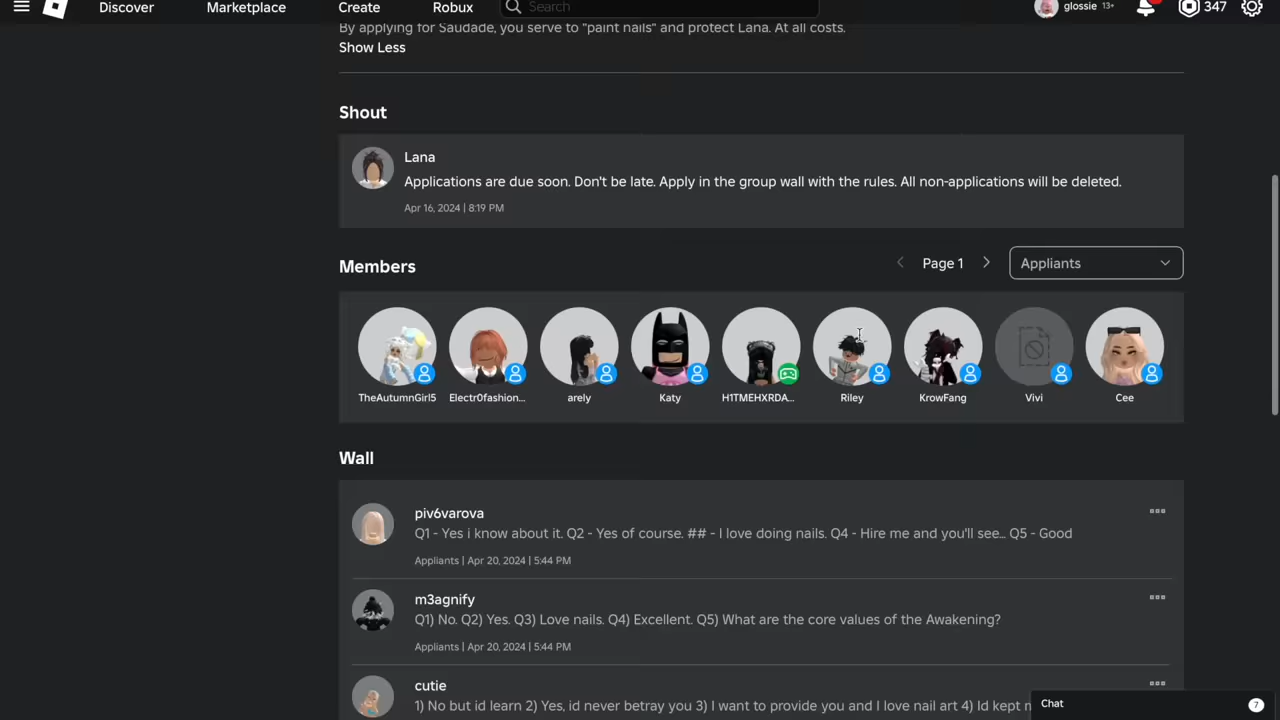 Discover
Marketplace
Create
Robux
Search
glossie 13+
347
By applying for Saudade, you serve to "paint nails" and protect Lana. At all costs.
Show Less
Shout
Lana
Applications are due soon. Don't be late. Apply in the group wall with the rules. All non-applications will be deleted.
Apr 16, 2024 | 8:19 PM
Members
Page 1
Appliants
TheAutumnGirl5
Electr0fashion...
arely
Katy
H1TMEHXRDA...
Riley
KrowFang
Vivi
Cee
Wall
piv6varova
Q1 - Yes i know about it. Q2 - Yes of course. ## - I love doing nails. Q4 - Hire me and you'll see... Q5 - Good
Appliants | Apr 20, 2024 | 5:44 PM
m3agnify
Q1) No. Q2) Yes. Q3) Love nails. Q4) Excellent. Q5) What are the core values of the Awakening?
Appliants | Apr 20, 2024 | 5:44 PM
cutie
1) No but id learn 2) Yes, id never betray you 3) I want to provide you and I love nail art 4) Id kept
Chat
7